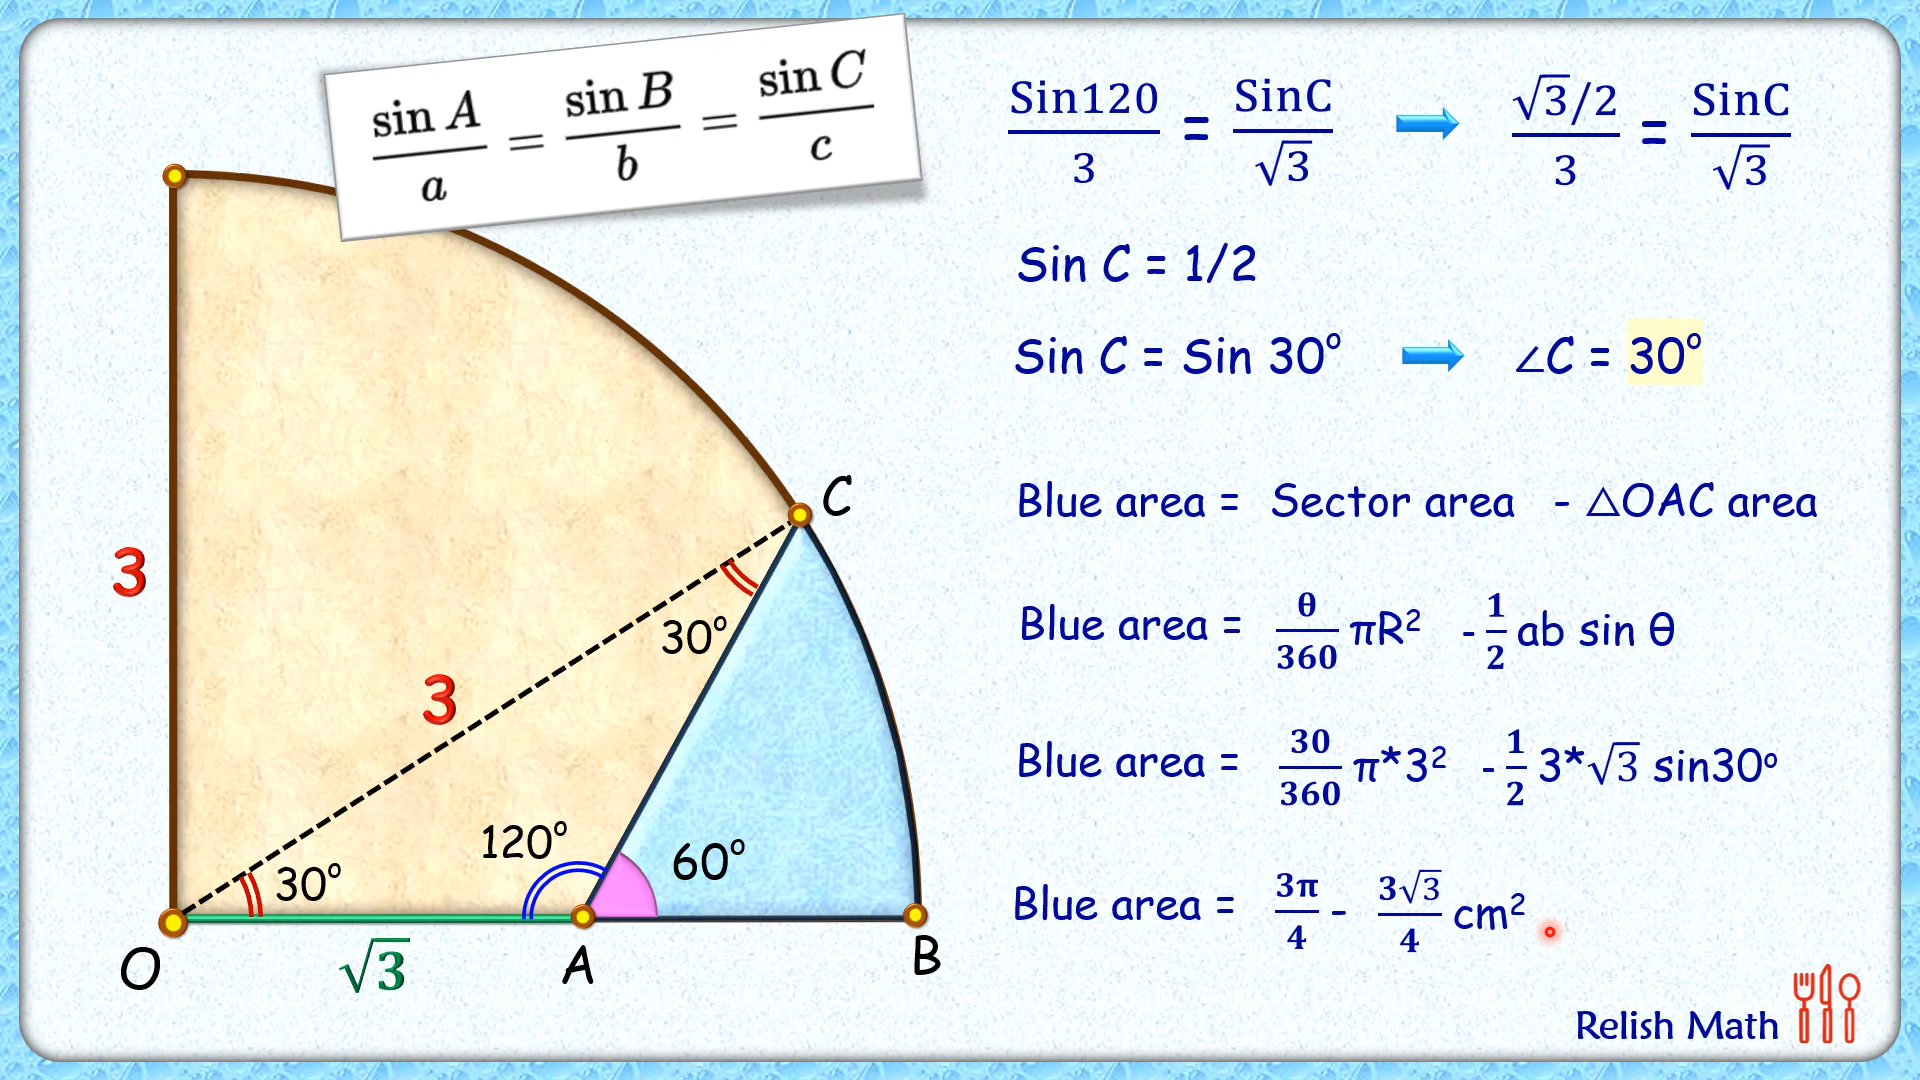 sin A / a = sin B / b = sin C / c
Sin120 / 3 = SinC / √3 ➡ √3/2 / 3 = SinC / √3
Sin C = 1/2
Sin C = Sin 30° ➡ ∠C = 30°
Blue area = Sector area - △OAC area
Blue area = θ/360 πR² - 1/2 ab sin θ
Blue area = 30/360 π*3² - 1/2 3*√3 sin30°
Blue area = 3π/4 - 3√3/4 cm²
C
3
30°
3
120°
60°
30°
O
√3
A
B
Relish Math